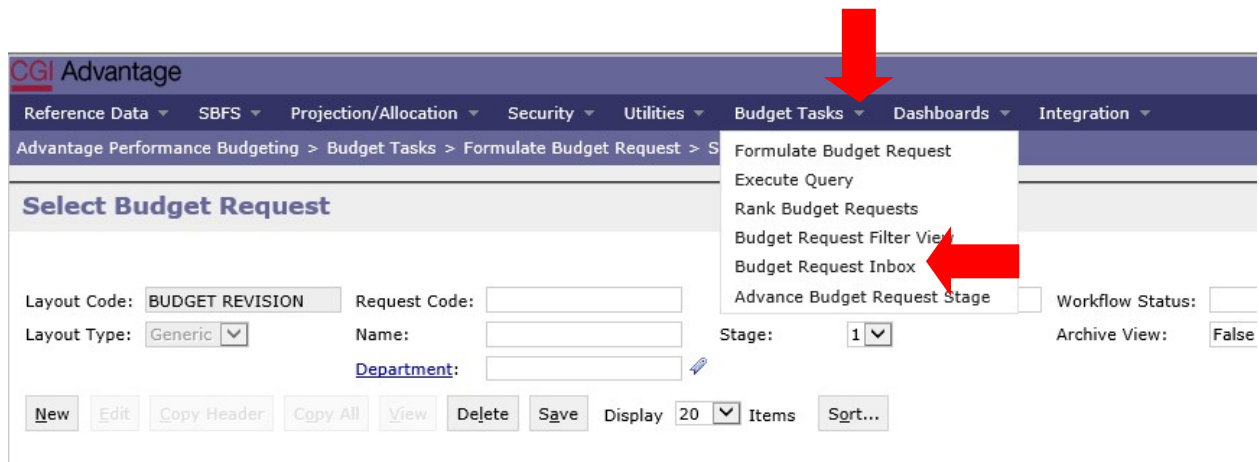 CGI Advantage
Reference Data SBFS Projection/Allocation Security Utilities Budget Tasks Dashboards Integration
Advantage Performance Budgeting > Budget Tasks > Formulate Budget Request > S
Formulate Budget Request
Execute Query
Rank Budget Requests
Budget Request Filter View
Budget Request Inbox
Advance Budget Request Stage
Select Budget Request
Layout Code: BUDGET REVISION Request Code: Workflow Status:
Layout Type: Generic Name: Stage: 1 Archive View: False
Department:
New Edit Copy Header Copy All View Delete Save Display 20 Items Sort...